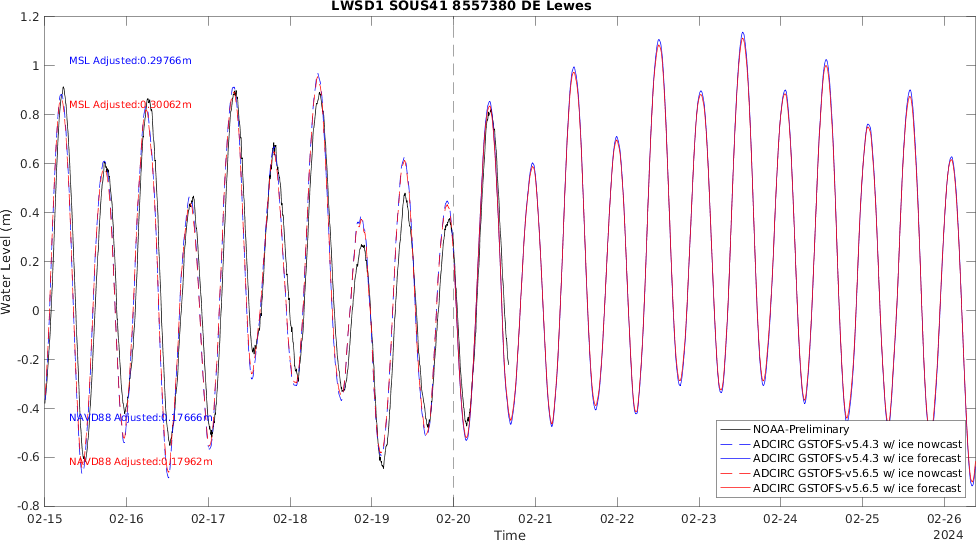 LWSD1 SOUS41 8557380 DE Lewes
1.2
1
0.8
0.6
0.4
0.2
0
-0.2
-0.4
-0.6
-0.8
Water Level (m)
MSL Adjusted:0.29766m
MSL Adjusted:0.30062m
NAVD88 Adjusted:0.17666m
NAVD88 Adjusted:0.17962m
NOAA-Preliminary
ADCIRC GSTOFS-v5.4.3 w/ ice nowcast
ADCIRC GSTOFS-v5.4.3 w/ ice forecast
ADCIRC GSTOFS-v5.6.5 w/ ice nowcast
ADCIRC GSTOFS-v5.6.5 w/ ice forecast
02-15 02-16 02-17 02-18 02-19 02-20 02-21 02-22 02-23 02-24 02-25 02-26
Time
2024